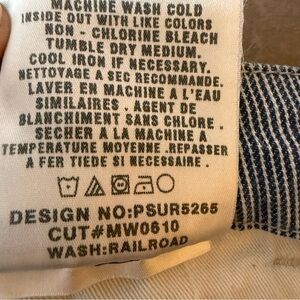 MACHINE WASH COLD
INSIDE OUT WITH LIKE COLORS
NON - CHLORINE BLEACH
TUMBLE DRY MEDIUM.
COOL IRON IF NECESSARY.
NETTOYAGE A SEC RECOMMANDE.
LAVER EN MACHINE A L'EAU
SIMILAIRES . AGENT DE
BLANCHIMENT SANS CHLORE .
SECHER A LA MACHINE A
TEMPERATURE MOYENNE .REPASSER
A FER TIEDE SI NECESSAIRE.
DESIGN NO:PSUR5265
CUT#MW0610
WASH:RAILROAD